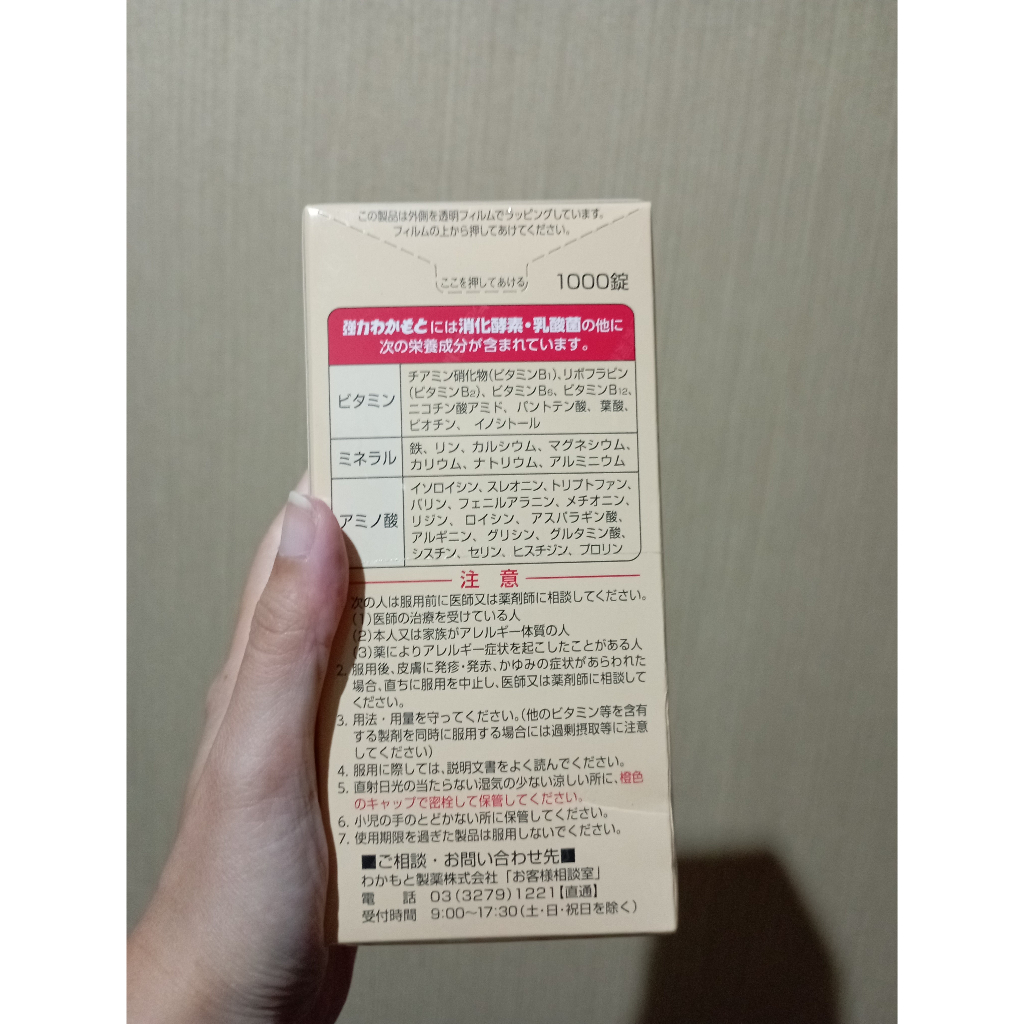 この製品は外側を透明フィルムでラッピングしています。
フィルムの上から押してあけてください。
ここを押してあける
1000錠
強力わかもとには消化酵素・乳酸菌の他に
次の栄養成分が含まれています。
ビタミン
チアミン硝化物(ビタミンB1)、リボフラビン
(ビタミンB2)、ビタミンB6、ビタミンB12、
ニコチン酸アミド、パントテン酸、葉酸、
ビオチン、イノシトール
ミネラル
鉄、リン、カルシウム、マグネシウム、
カリウム、ナトリウム、アルミニウム
アミノ酸
イソロイシン、スレオニン、トリプトファン、
バリン、フェニルアラニン、メチオニン、
リジン、ロイシン、アスパラギン酸、
アルギニン、グリシン、グルタミン酸、
シスチン、セリン、ヒスチジン、プロリン
注意
次の人は服用前に医師又は薬剤師に相談してください。
(1)医師の治療を受けている人
(2)本人又は家族がアレルギー体質の人
(3)薬によりアレルギー症状を起こしたことがある人
2. 服用後、皮膚に発疹・発赤、かゆみの症状があらわれた
場合、直ちに服用を中止し、医師又は薬剤師に相談して
ください。
3. 用法・用量を守ってください。(他のビタミン等を含有
する製剤を同時に服用する場合には過剰摂取等に注意
してください)
4. 服用に際しては、説明文書をよく読んでください。
5. 直射日光の当たらない湿気の少ない涼しい所に、橙色
のキャップで密栓して保管してください。
6. 小児の手のとどかない所に保管してください。
7. 使用期限を過ぎた製品は服用しないでください。
■ご相談・お問い合わせ先■
わかもと製薬株式会社「お客様相談室」
電話 03(3279)1221【直通】
受付時間 9:00〜17:30(土・日・祝日を除く)